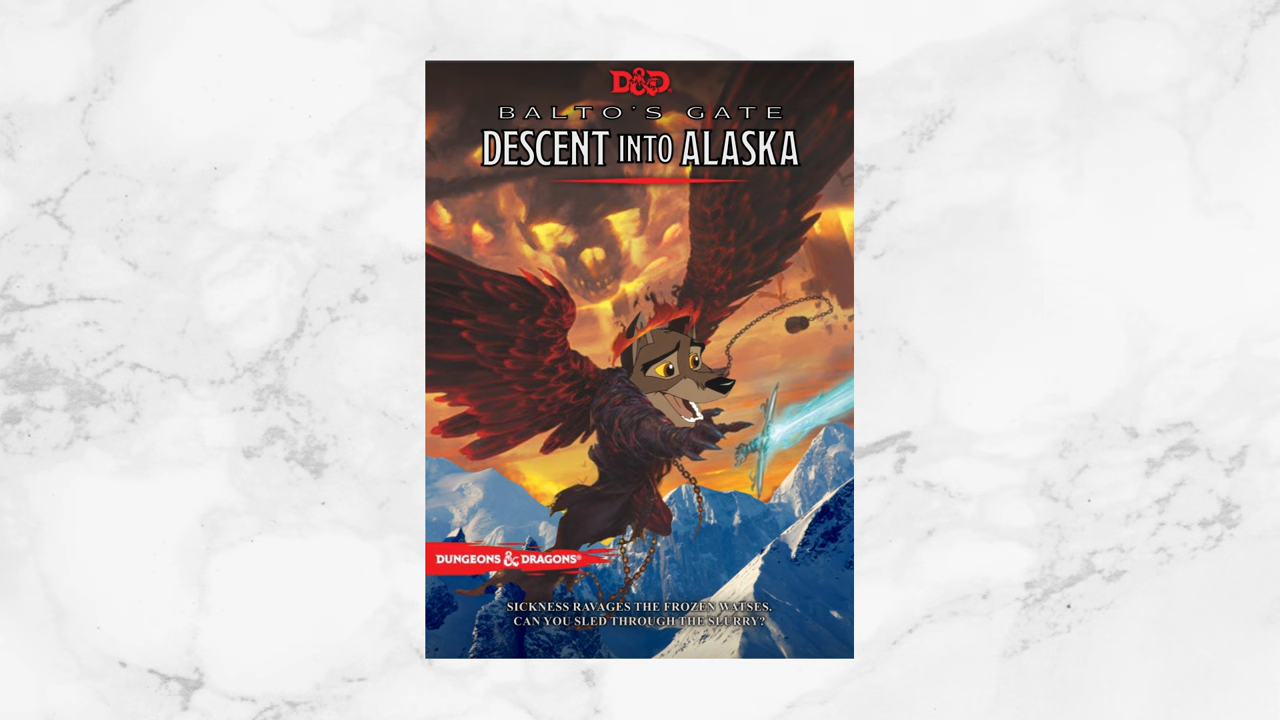 D&D
BALTO'S GATE
DESCENT INTO ALASKA
DUNGEONS & DRAGONS®
SICKNESS RAVAGES THE FROZEN WATSES.
CAN YOU SLED THROUGH THE SLURRY?